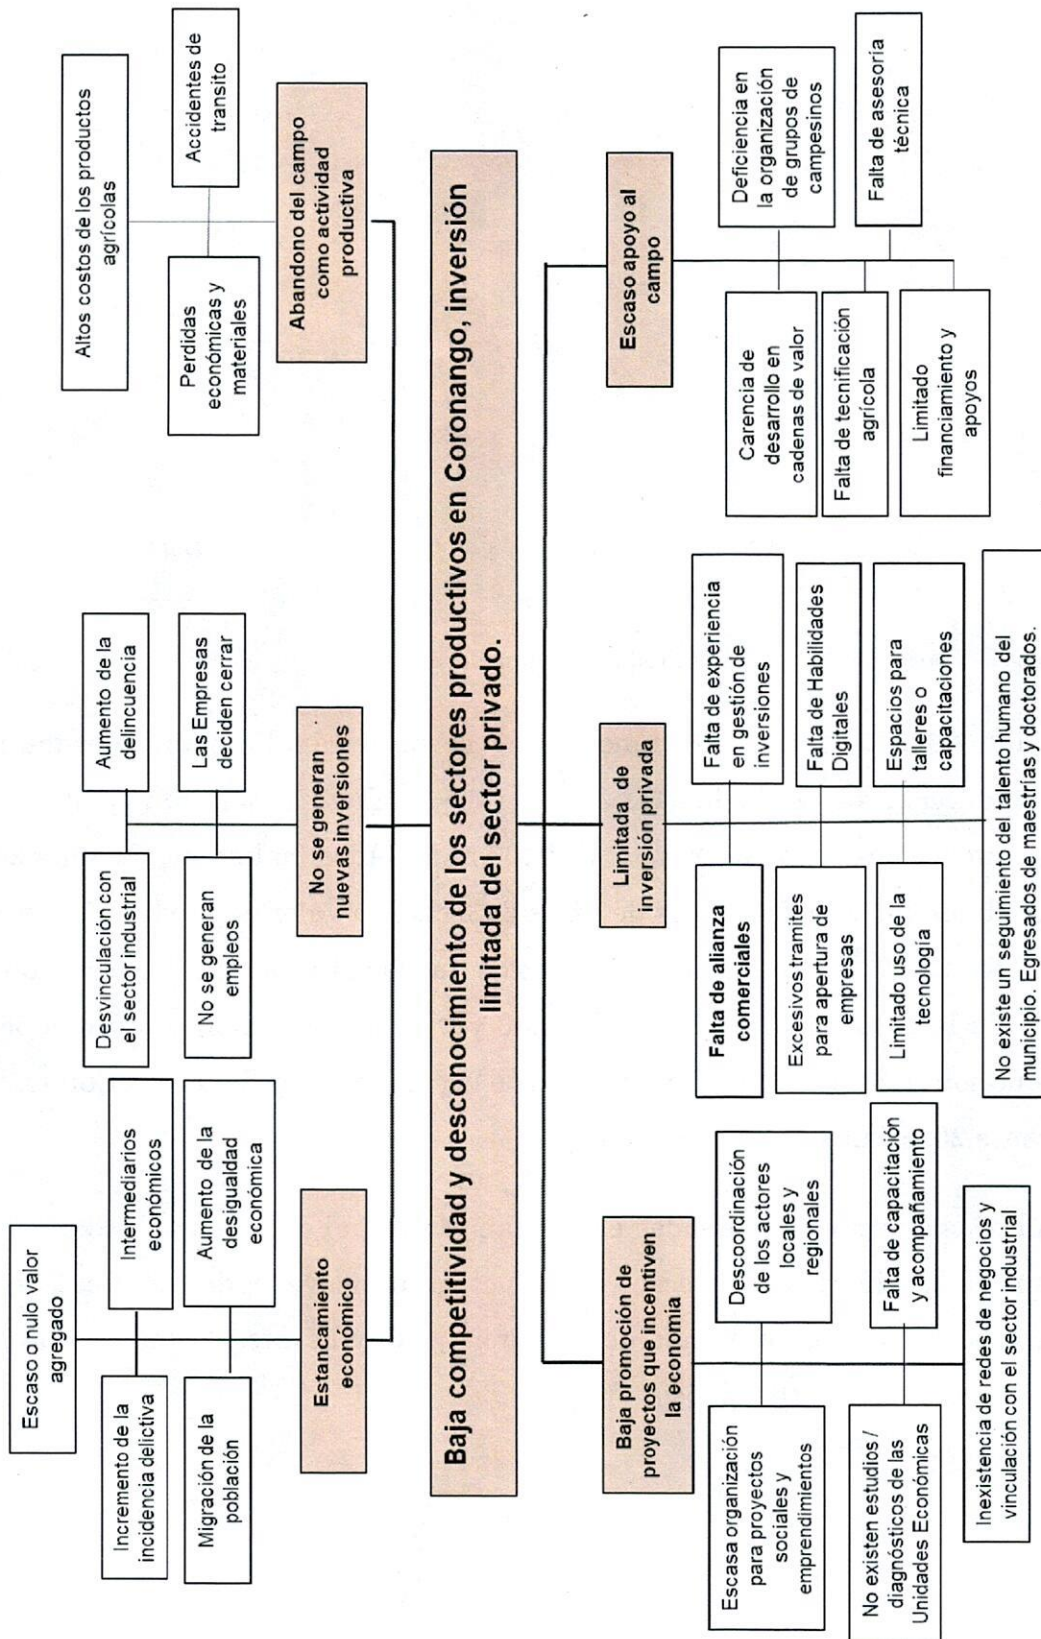 Escaso o nulo valor
agregado
Incremento de la
incidencia delictiva
Intermediarios
económicos
Migración de la
población
Aumento de la
desigualdad
económica
Estancamiento
económico
Desvinculación con
el sector industrial
Aumento de la
delincuencia
No se generan
empleos
Las Empresas
deciden cerrar
No se generan
nuevas inversiones
Altos costos de los productos
agrícolas
Perdidas
económicas y
materiales
Accidentes de
transito
Abandono del campo
como actividad
productiva
Baja competitividad y desconocimiento de los sectores productivos en Coronango, inversión
limitada del sector privado.
Baja promoción de
proyectos que incentiven
la economia
Escasa organización
para proyectos
sociales y
emprendimientos
Descoordinación
de los actores
locales y
regionales
No existen estudios /
diagnósticos de las
Unidades Económicas
Falta de capacitación
y acompañamiento
Inexistencia de redes de negocios y
vinculación con el sector industrial
Limitada de
inversión privada
Falta de alianza
comerciales
Falta de experiencia
en gestión de
inversiones
Excesivos tramites
para apertura de
empresas
Falta de Habilidades
Digitales
Limitado uso de la
tecnología
Espacios para
talleres o
capacitaciones
No existe un seguimiento del talento humano del
municipio. Egresados de maestrías y doctorados.
Escaso apoyo al
campo
Carencia de
desarrollo en
cadenas de valor
Deficiencia en
la organización
de grupos de
campesinos
Falta de tecnificación
agrícola
Falta de asesoría
técnica
Limitado
financiamiento y
apoyos